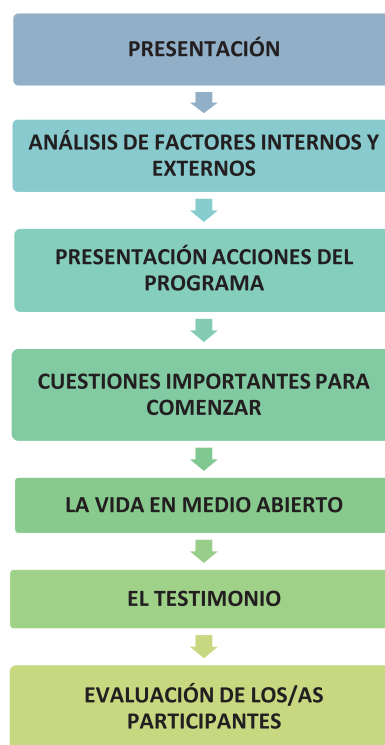 PRESENTACIÓN
ANÁLISIS DE FACTORES INTERNOS Y
EXTERNOS
PRESENTACIÓN ACCIONES DEL
PROGRAMA
CUESTIONES IMPORTANTES PARA
COMENZAR
LA VIDA EN MEDIO ABIERTO
EL TESTIMONIO
EVALUACIÓN DE LOS/AS
PARTICIPANTES